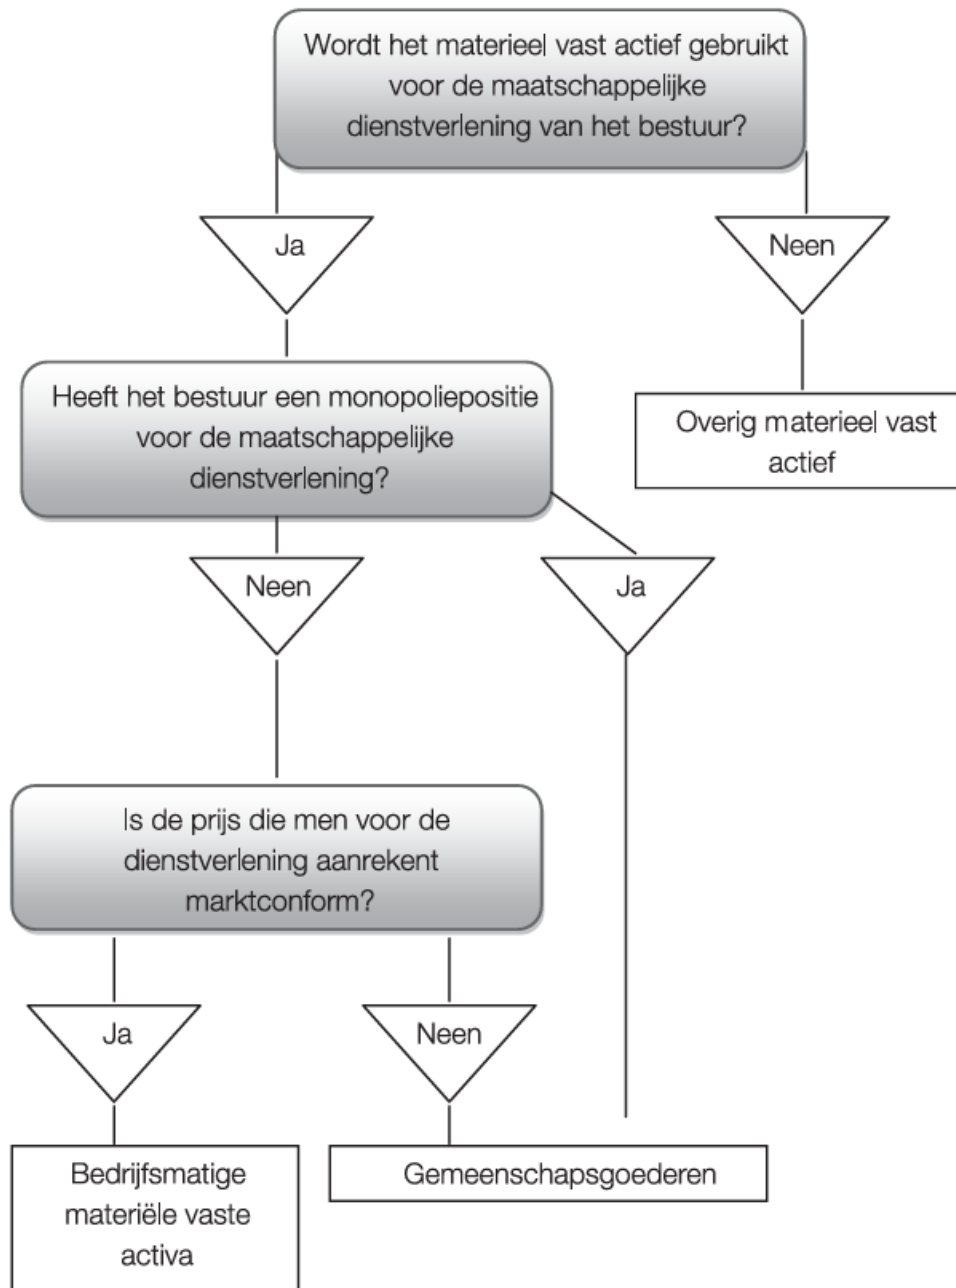 Wordt het materieel vast actief gebruikt
voor de maatschappelijke
dienstverlening van het bestuur?
Ja
Neen
Heeft het bestuur een monopoliepositie
voor de maatschappelijke
dienstverlening?
Overig materieel vast
actief
Neen
Ja
Is de prijs die men voor de
dienstverlening aanrekent
marktconform?
Ja
Neen
Bedrijfsmatige
materiële vaste
activa
Gemeenschapsgoederen